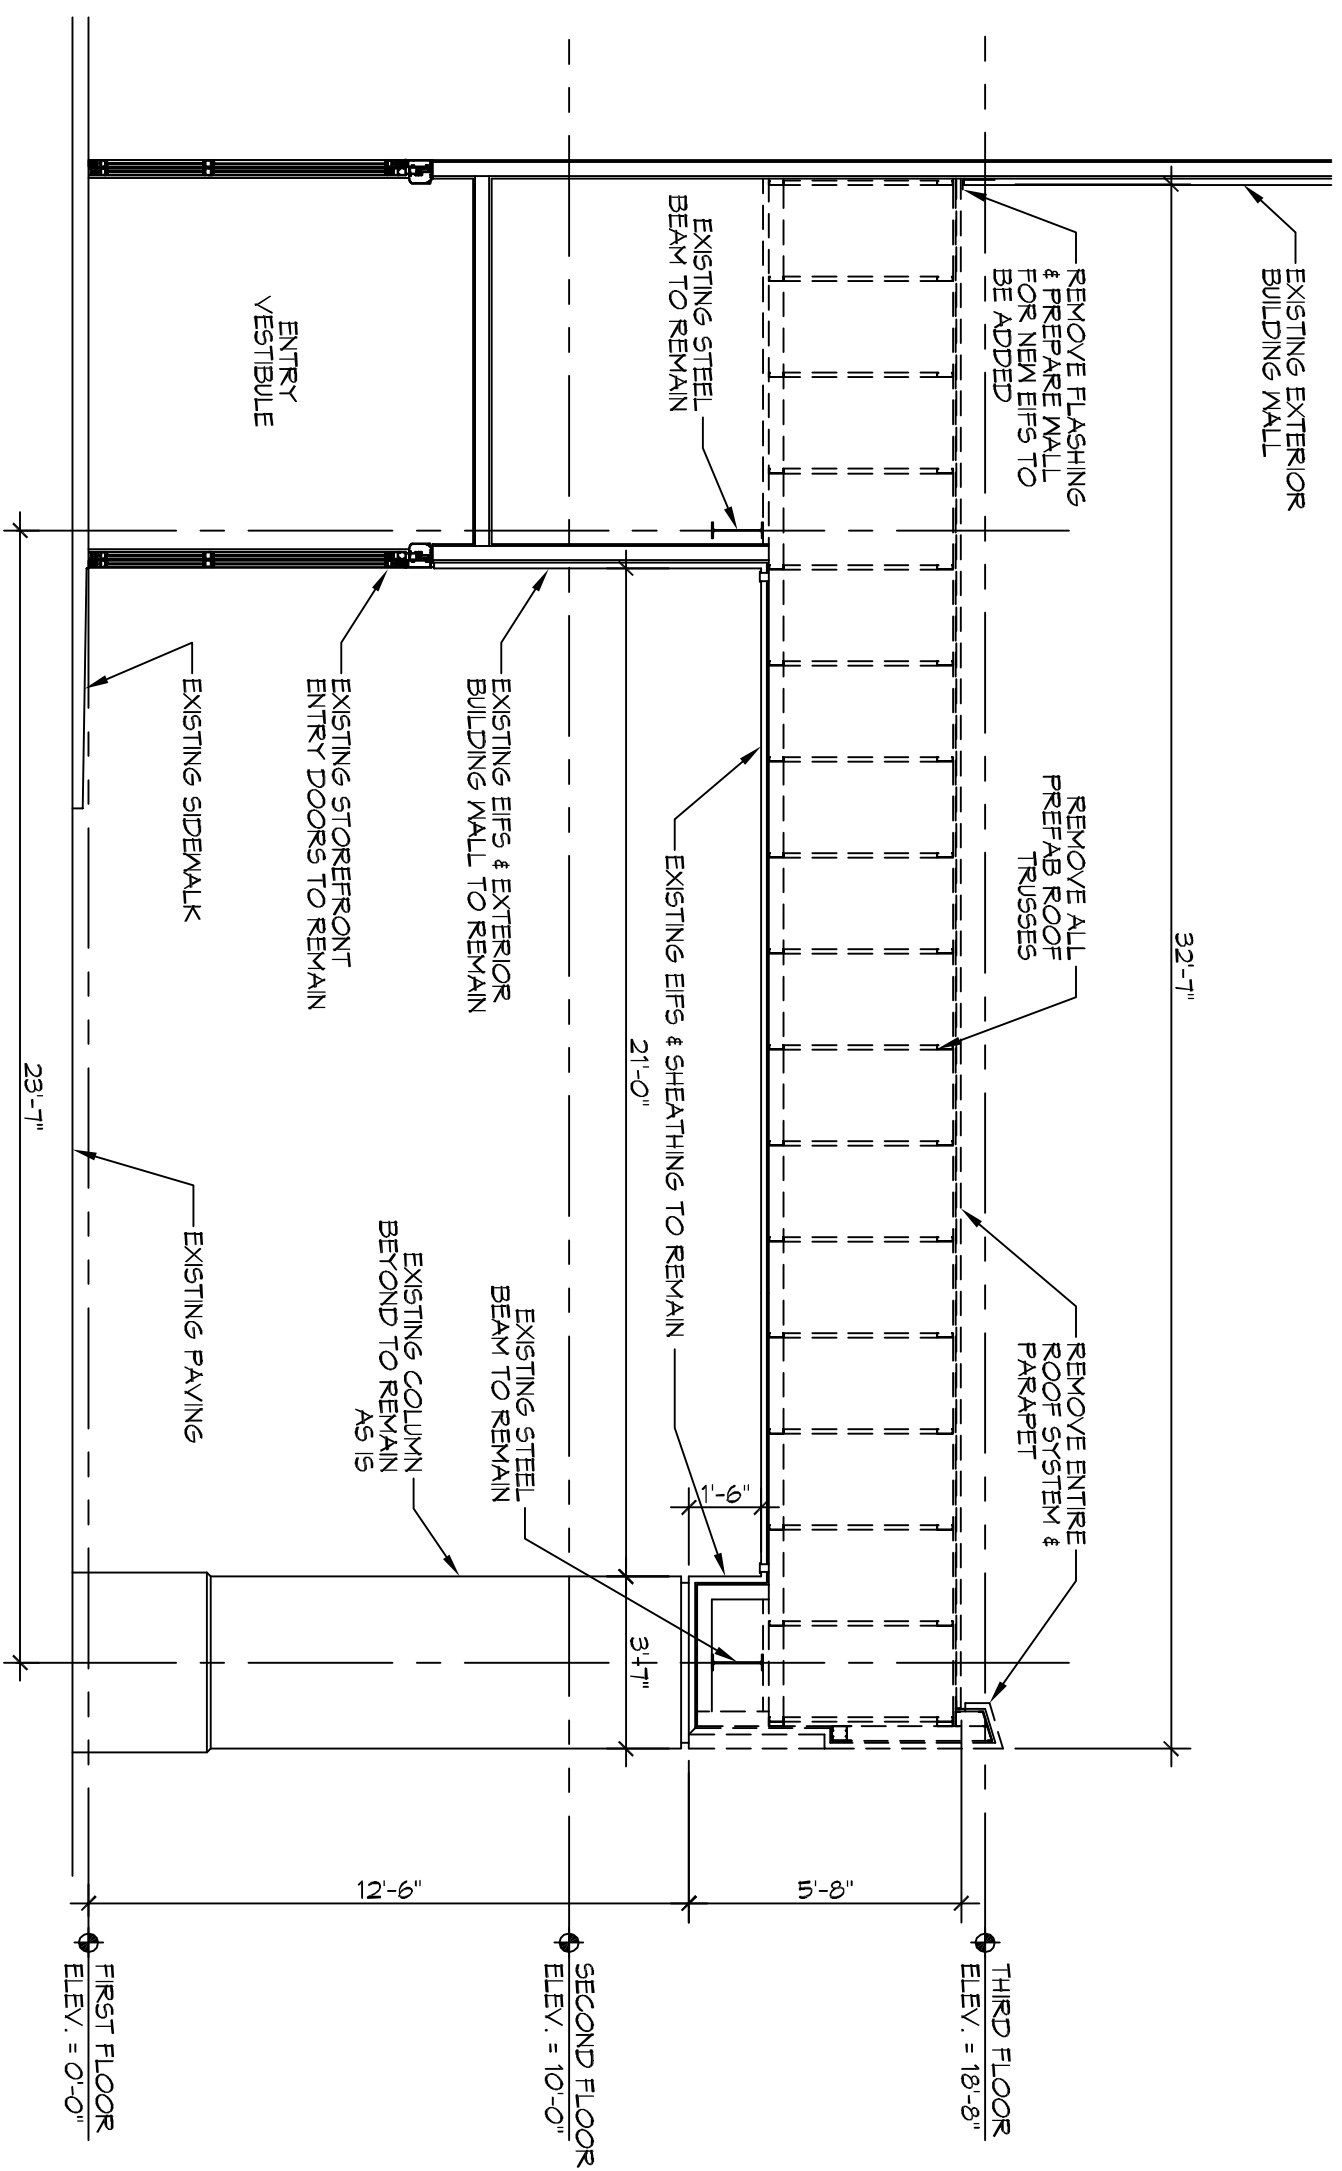 EXISTING EXTERIOR
BUILDING WALL
REMOVE FLASHING
& PREPARE WALL
FOR NEW EIFS TO
BE ADDED
REMOVE ALL
PREFAB ROOF
TRUSSES
REMOVE ENTIRE
ROOF SYSTEM &
PARAPET
32'-7"
EXISTING STEEL
BEAM TO REMAIN
EXISTING EIFS & SHEATHING TO REMAIN
1'-6"
21'-0"
3'-7"
EXISTING EIFS & EXTERIOR
BUILDING WALL TO REMAIN
EXISTING STEEL
BEAM TO REMAIN
ENTRY
VESTIBULE
EXISTING STOREFRONT
ENTRY DOORS TO REMAIN
EXISTING COLUMN
BEYOND TO REMAIN
AS IS
EXISTING SIDEWALK
EXISTING PAVING
23'-7"
5'-8"
12'-6"
THIRD FLOOR
ELEV. = 18'-8"
SECOND FLOOR
ELEV. = 10'-0"
FIRST FLOOR
ELEV. = 0'-0"